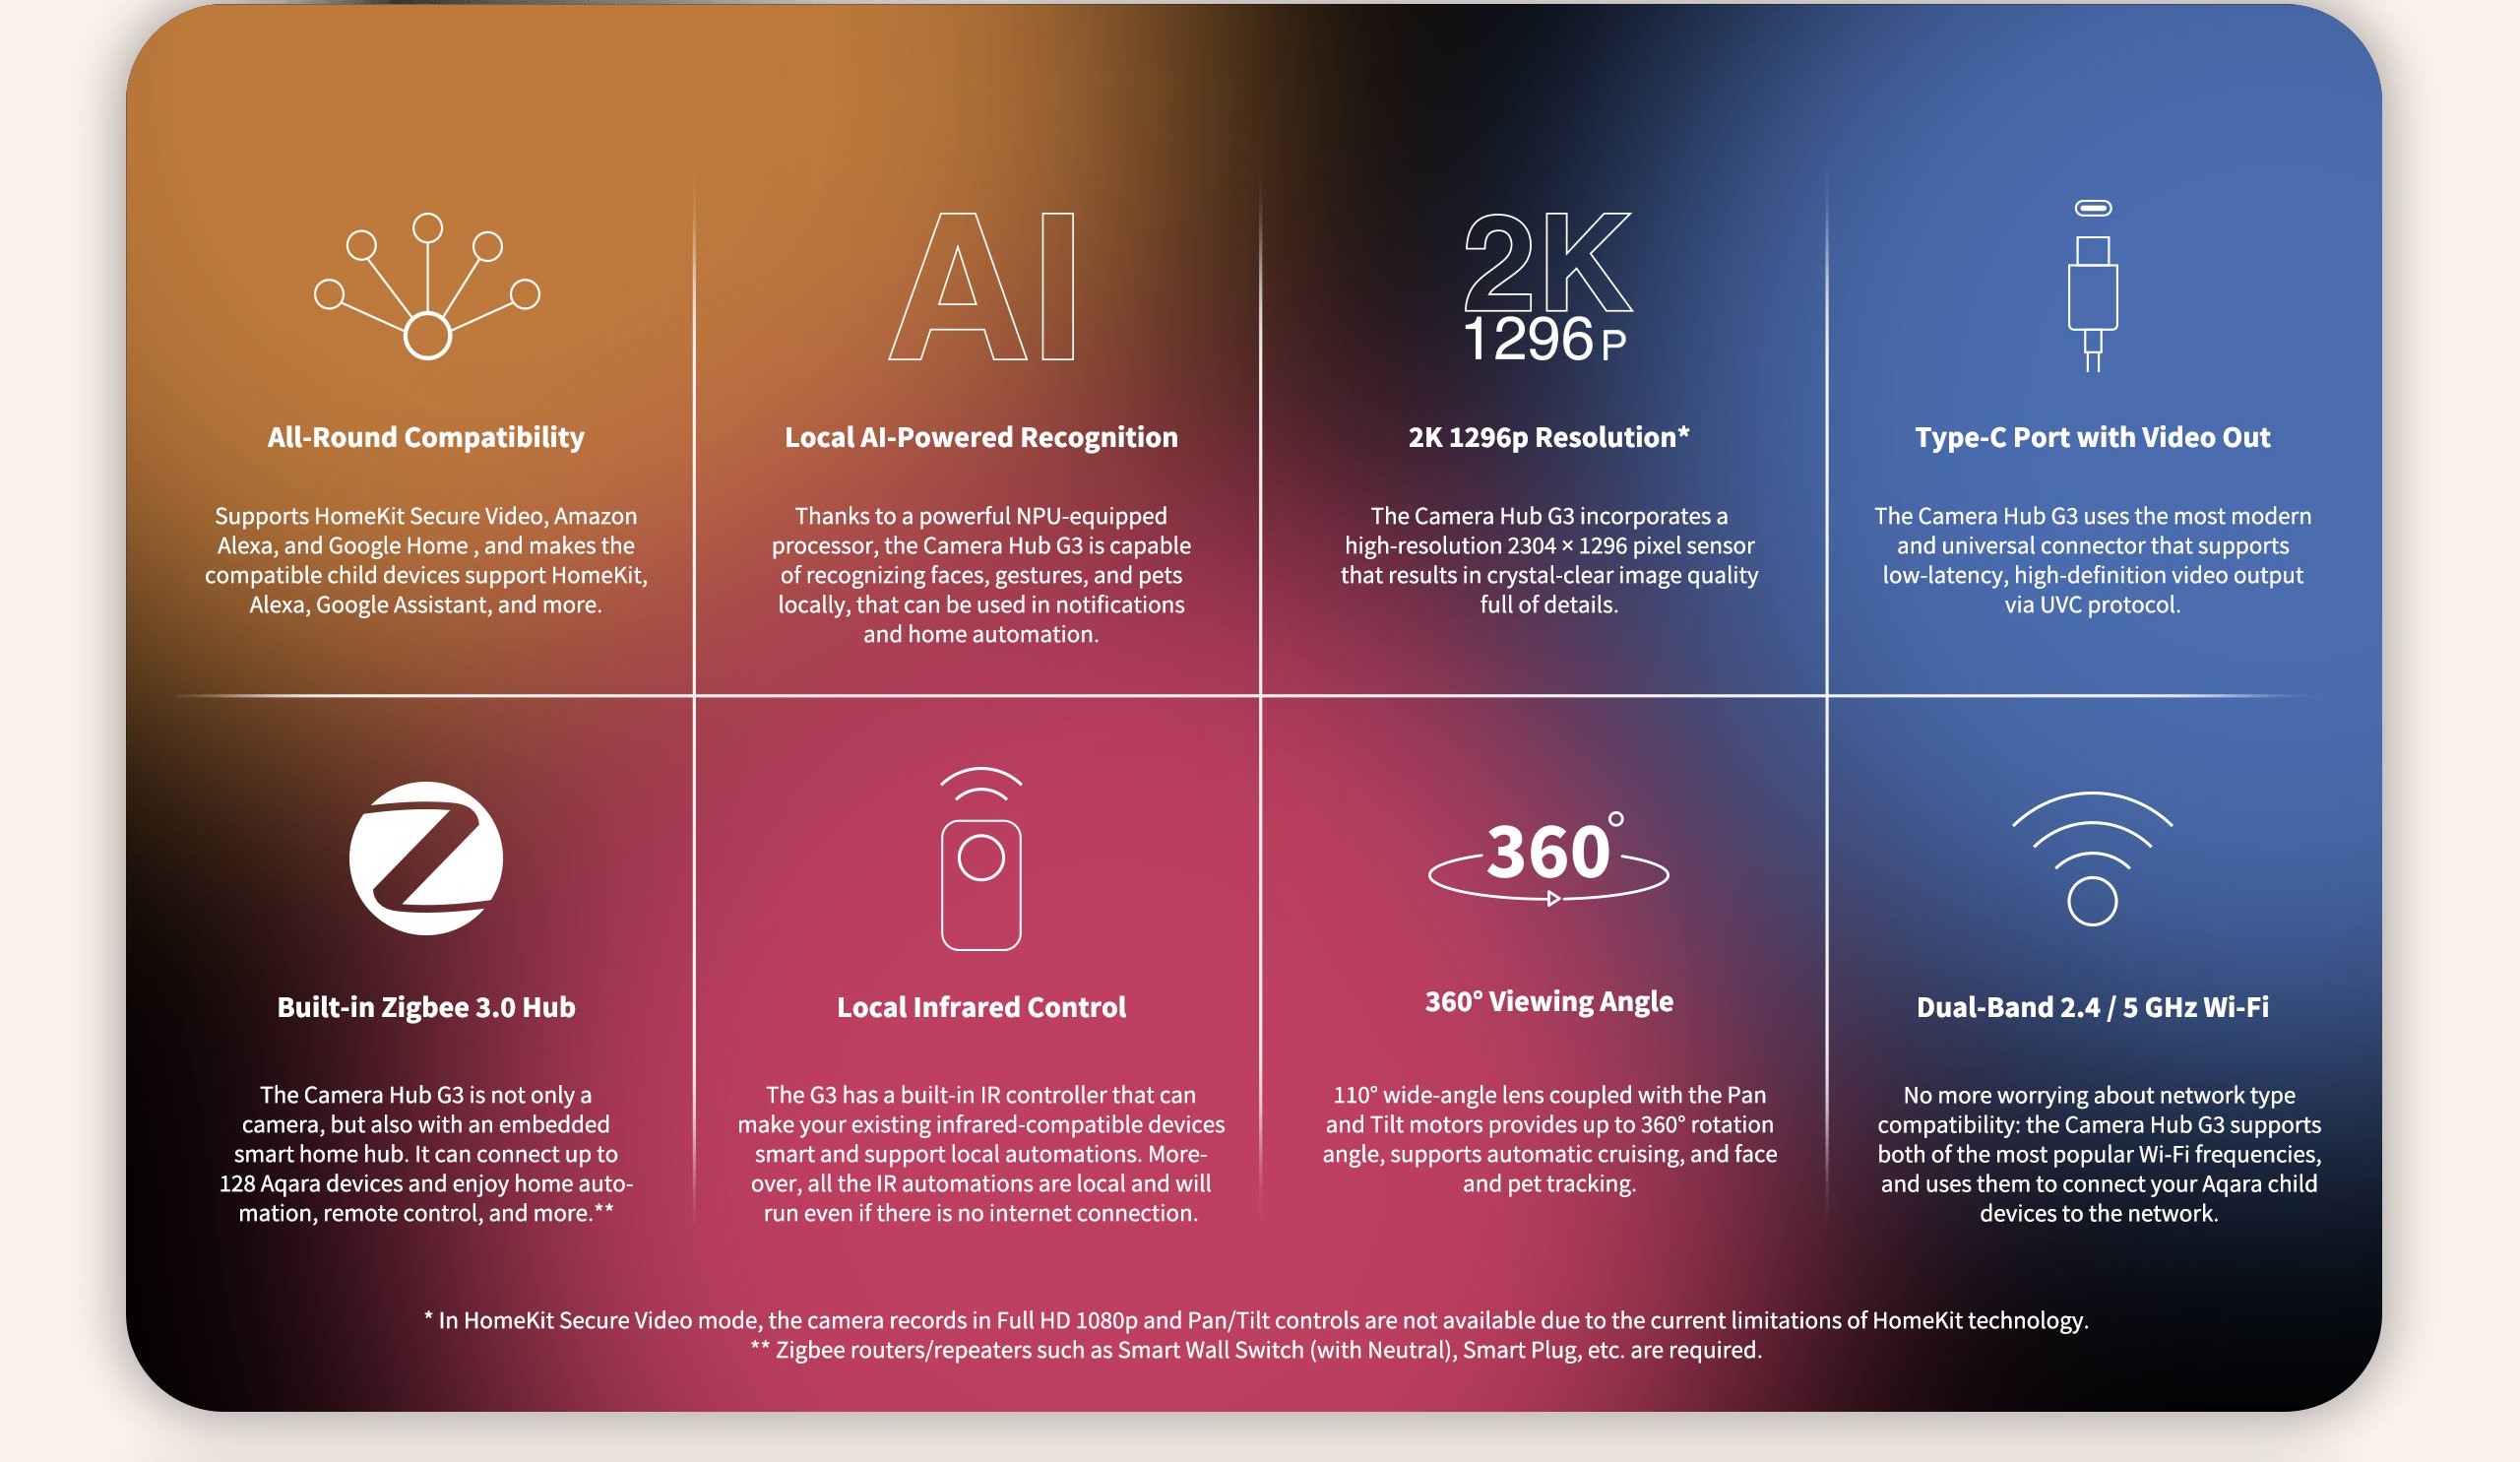 AI
2K
1296P
All-Round Compatibility
Supports HomeKit Secure Video, Amazon
Alexa, and Google Home , and makes the
compatible child devices support HomeKit,
Alexa, Google Assistant, and more.
Local AI-Powered Recognition
Thanks to a powerful NPU-equipped
processor, the Camera Hub G3 is capable
of recognizing faces, gestures, and pets
locally, that can be used in notifications
and home automation.
2K 1296p Resolution*
The Camera Hub G3 incorporates a
high-resolution 2304 × 1296 pixel sensor
that results in crystal-clear image quality
full of details.
Type-C Port with Video Out
The Camera Hub G3 uses the most modern
and universal connector that supports
low-latency, high-definition video output
via UVC protocol.
Built-in Zigbee 3.0 Hub
The Camera Hub G3 is not only a
camera, but also with an embedded
smart home hub. It can connect up to
128 Aqara devices and enjoy home auto-
mation, remote control, and more.**
Local Infrared Control
The G3 has a built-in IR controller that can
make your existing infrared-compatible devices
smart and support local automations. More-
over, all the IR automations are local and will
run even if there is no internet connection.
360°
360° Viewing Angle
110° wide-angle lens coupled with the Pan
and Tilt motors provides up to 360° rotation
angle, supports automatic cruising, and face
and pet tracking.
Dual-Band 2.4 / 5 GHz Wi-Fi
No more worrying about network type
compatibility: the Camera Hub G3 supports
both of the most popular Wi-Fi frequencies,
and uses them to connect your Aqara child
devices to the network.
* In HomeKit Secure Video mode, the camera records in Full HD 1080p and Pan/Tilt controls are not available due to the current limitations of HomeKit technology.
** Zigbee routers/repeaters such as Smart Wall Switch (with Neutral), Smart Plug, etc. are required.